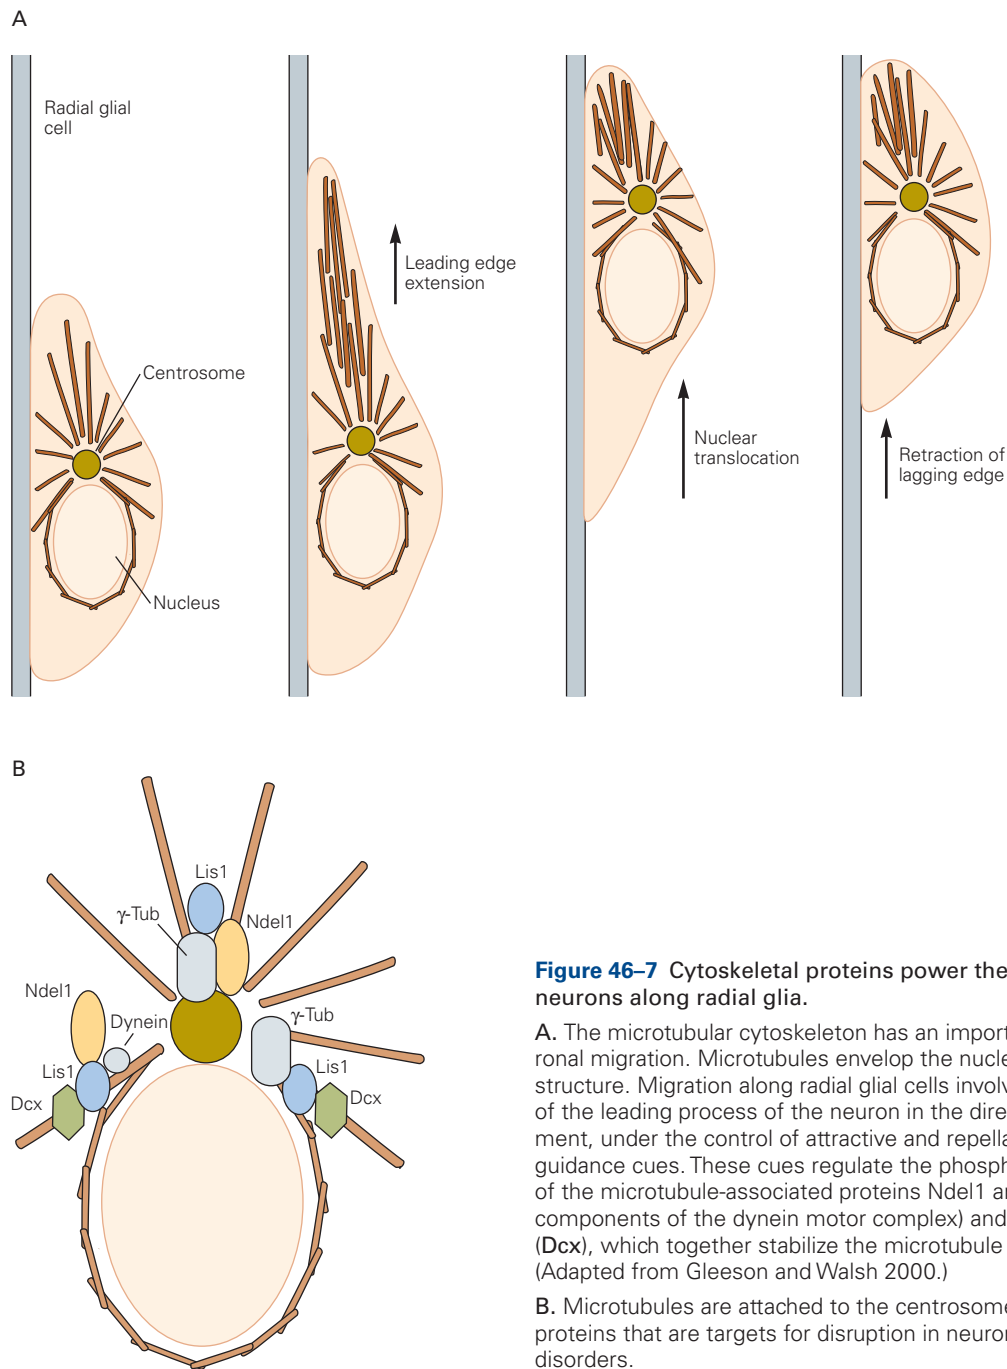 A
Radial glial
cell
Leading edge
extension
Centrosome
Nuclear
translocation
Retraction of
lagging edge
Nucleus
B
Lis1
γ-Tub
Ndel1
Ndel1
Dynein
γ-Tub
Lis1
Lis1
Dcx
Dcx
Figure 46–7 Cytoskeletal proteins power the
neurons along radial glia.
A. The microtubular cytoskeleton has an import
ronal migration. Microtubules envelop the nucle
structure. Migration along radial glial cells involv
of the leading process of the neuron in the dire
ment, under the control of attractive and repella
guidance cues. These cues regulate the phosph
of the microtubule-associated proteins Ndel1 an
components of the dynein motor complex) and
(Dcx), which together stabilize the microtubule
(Adapted from Gleeson and Walsh 2000.)
B. Microtubules are attached to the centrosome
proteins that are targets for disruption in neuron
disorders.